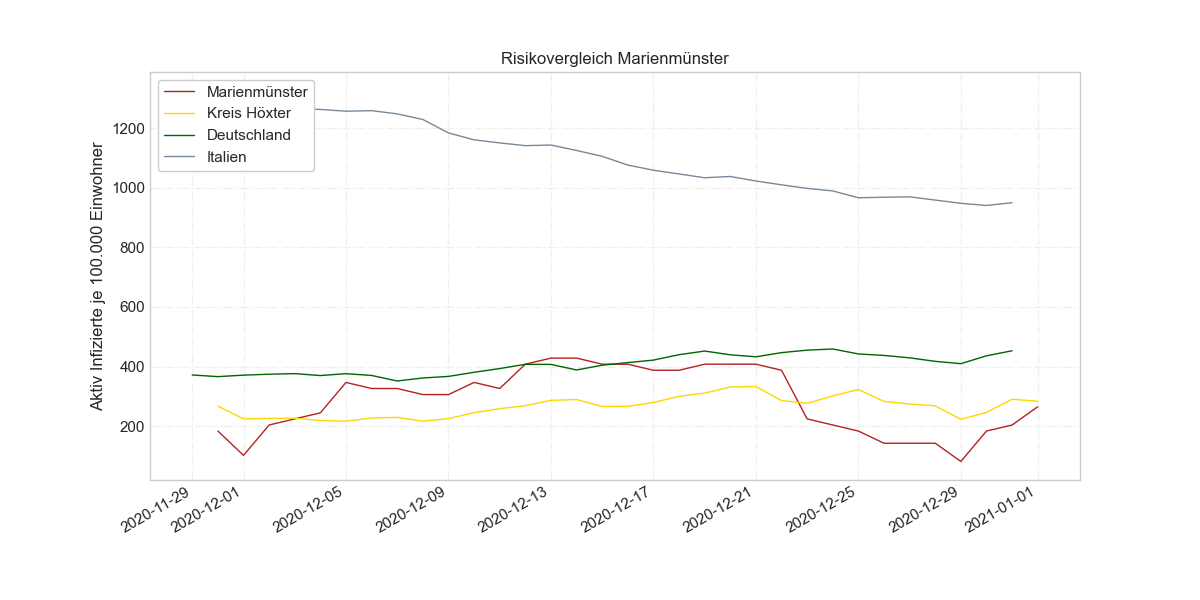 Risikovergleich Marienmünster
Marienmünster
Kreis Höxter
Deutschland
Italien
Aktiv Infizierte je 100.000 Einwohner
1200
1000
800
600
400
200
2020-11-29
2020-12-01
2020-12-05
2020-12-09
2020-12-13
2020-12-17
2020-12-21
2020-12-25
2020-12-29
2021-01-01